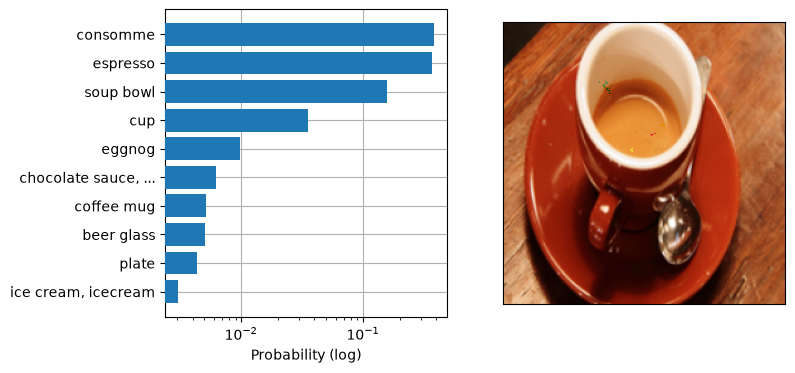 consomme
espresso
soup bowl
cup
eggnog
chocolate sauce, ...
coffee mug
beer glass
plate
ice cream, icecream
10⁻² 10⁻¹
Probability (log)